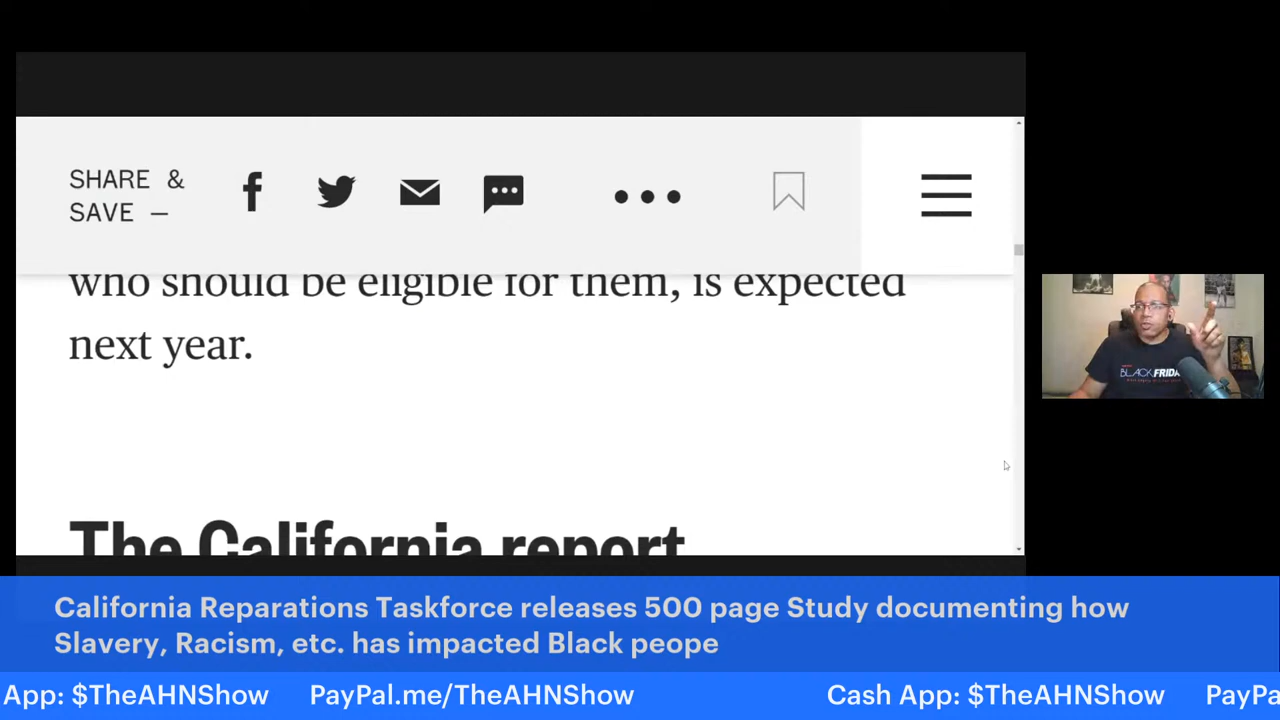 SHARE &
SAVE —
who should be eligible for them, is expected
next year.
The California report
BLACK FRIDA
California Reparations Taskforce releases 500 page Study documenting how
Slavery, Racism, etc. has impacted Black peope
App: $TheAHNShow PayPal.me/TheAHNShow Cash App: $TheAHNShow PayPa